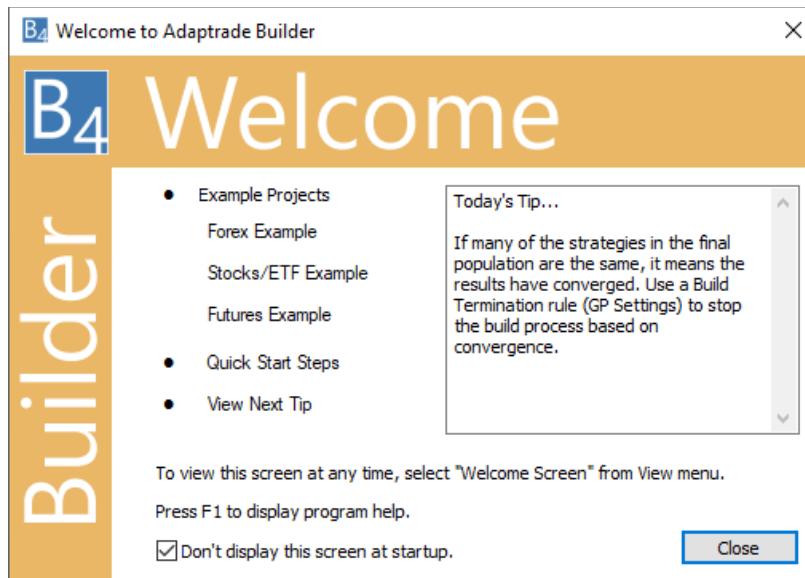 B4 Welcome to Adaptrade Builder
B4 Welcome
Builder
Example Projects
Forex Example
Stocks/ETF Example
Futures Example
Quick Start Steps
View Next Tip
Today's Tip...
If many of the strategies in the final
population are the same, it means the
results have converged. Use a Build
Termination rule (GP Settings) to stop
the build process based on
convergence.
To view this screen at any time, select "Welcome Screen" from View menu.
Press F1 to display program help.
Don't display this screen at startup.
Close